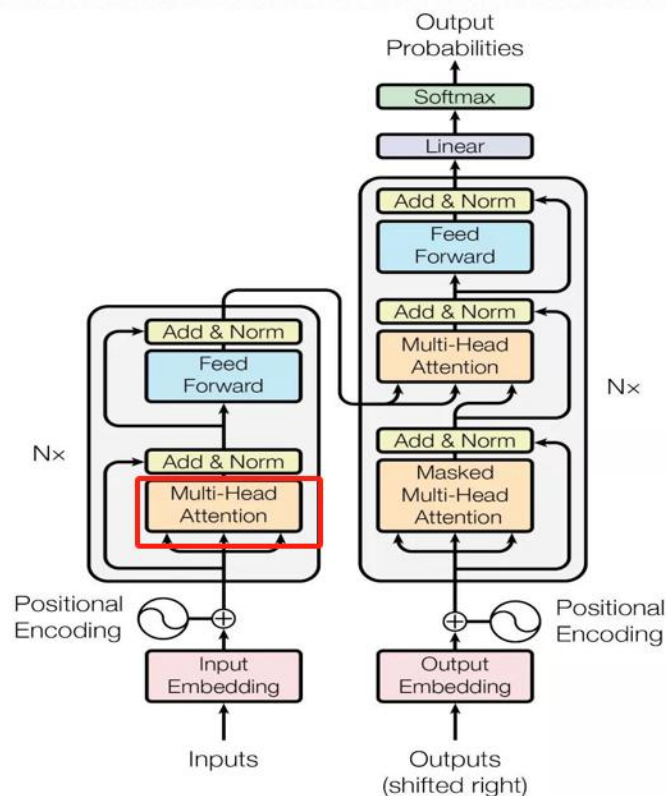 Output
Probabilities
Softmax
Linear
Add & Norm
Feed
Forward
Add & Norm
Multi-Head
Attention
Add & Norm
Masked
Multi-Head
Attention
Nx
Add & Norm
Feed
Forward
Add & Norm
Multi-Head
Attention
Nx
Positional
Encoding
Positional
Encoding
Input
Embedding
Output
Embedding
Inputs
Outputs
(shifted right)